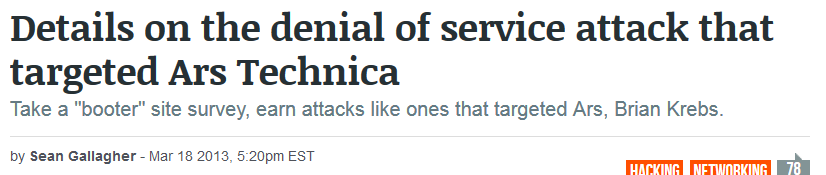 Details on the denial of service attack that
targeted Ars Technica
Take a "booter" site survey, earn attacks like ones that targeted Ars, Brian Krebs.
by Sean Gallagher - Mar 18 2013, 5:20pm EST
HACKING NETWORKING 78